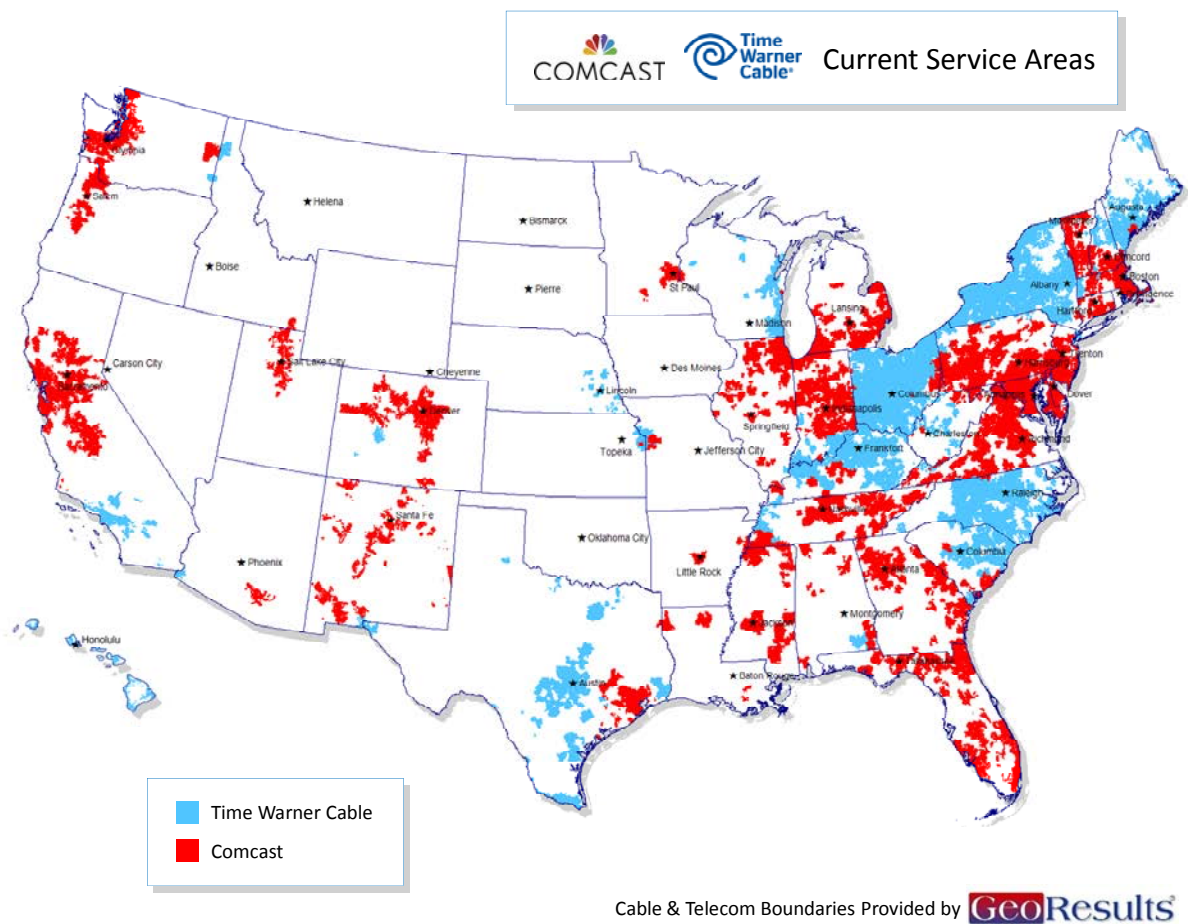 COMCAST
Time
Warner
Cable
Current Service Areas
Olympia
Salem
Helena
Bismarck
Boise
Pierre
St Paul
Augusta
Albany
Boston
Lansing
Madison
Hartford
Carson City
Salt Lake City
Cheyenne
Des Moines
Lincoln
Trenton
Harrisburg
Dover
Columbus
Indianapolis
Denver
Springfield
Charleston
Topeka
Jefferson City
Frankfort
Richmond
Raleigh
Santa Fe
Oklahoma City
Phoenix
Little Rock
Columbia
Atlanta
Montgomery
Jackson
Honolulu
Austin
Baton Rouge
Time Warner Cable
Comcast
Cable & Telecom Boundaries Provided by GeoResults